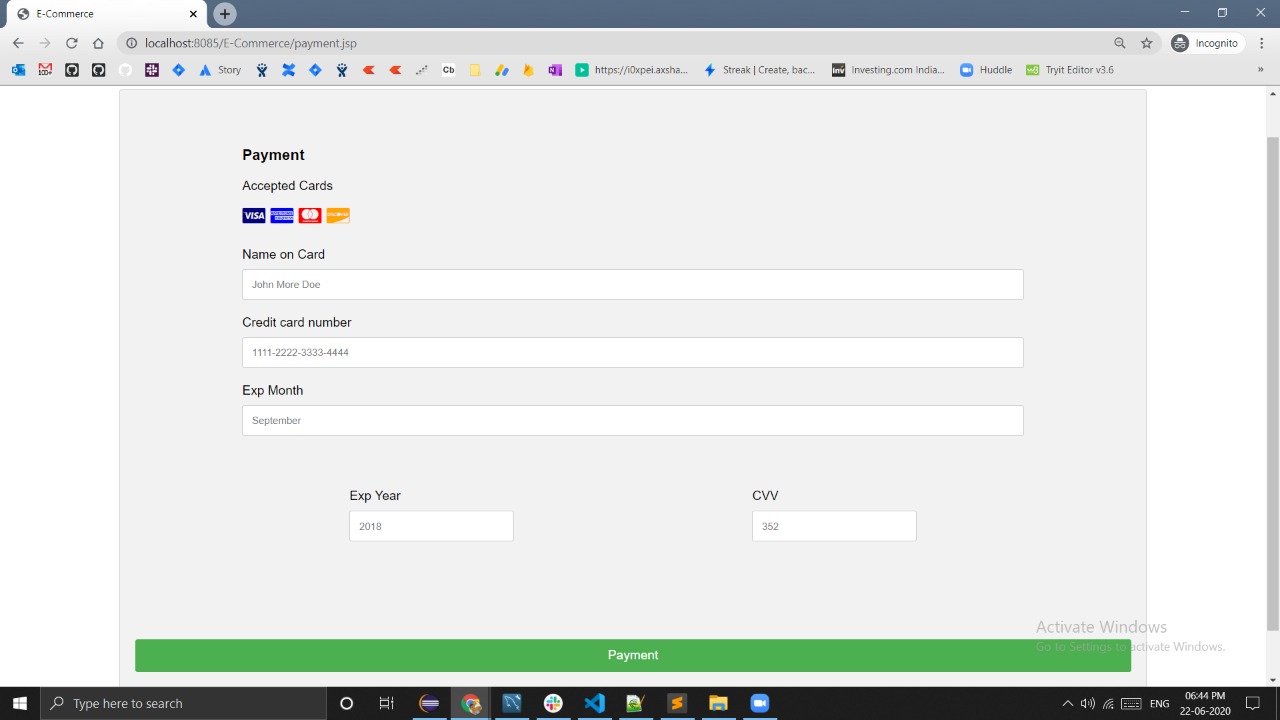 E-Commerce
localhost:8085/E-Commerce/payment.jsp
Incognito
Story
Cb
https://i0xpei.axsha...
Streak | Create, bac...
Inv
Investing.com India...
Huddle
Tryit Editor v3.6
»
Payment
Accepted Cards
VISA
DISCOVER
Name on Card
John More Doe
Credit card number
1111-2222-3333-4444
Exp Month
September
Exp Year
CVV
2018
352
Activate Windows
Go to Settings to activate Windows.
Payment
Type here to search
ENG
06:44 PM
22-06-2020